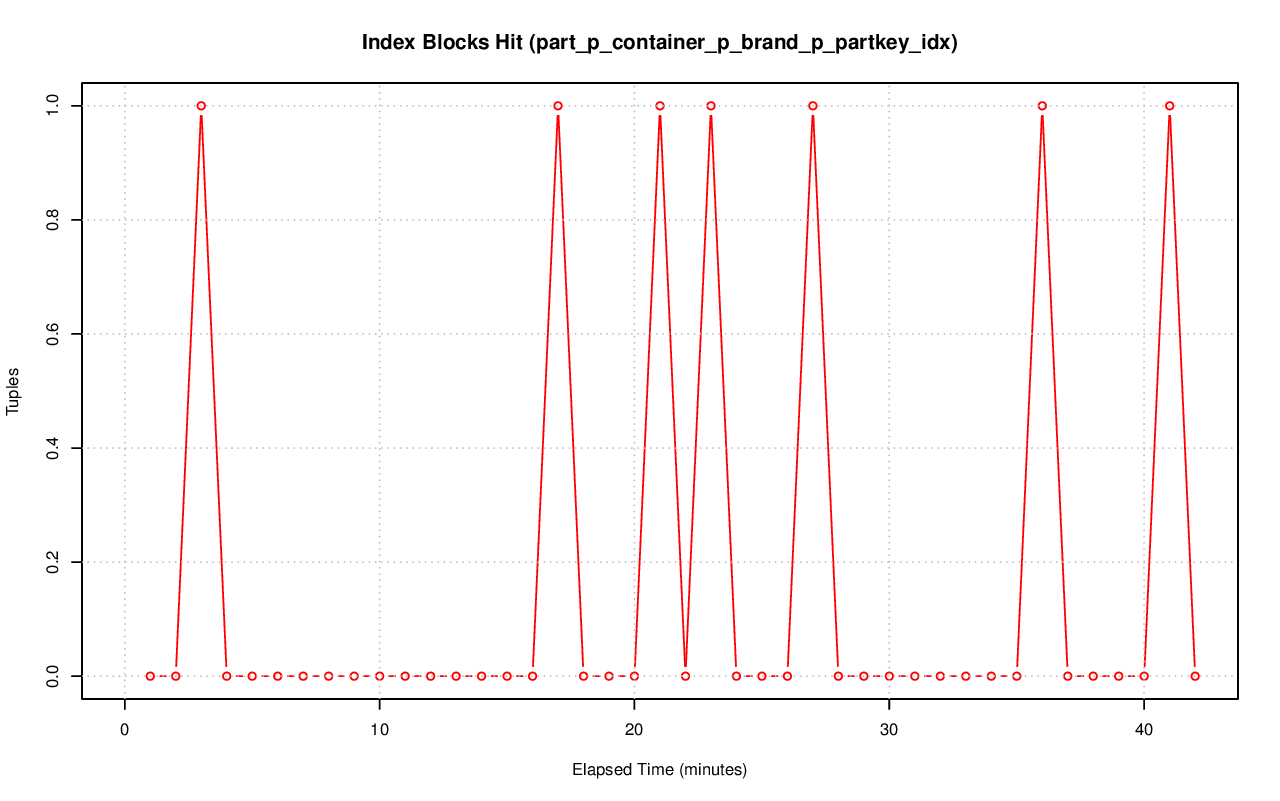 Index Blocks Hit (part_p_container_p_brand_p_partkey_idx)
Tuples
1.0
0.8
0.6
0.4
0.2
0.0
0 10 20 30 40
Elapsed Time (minutes)